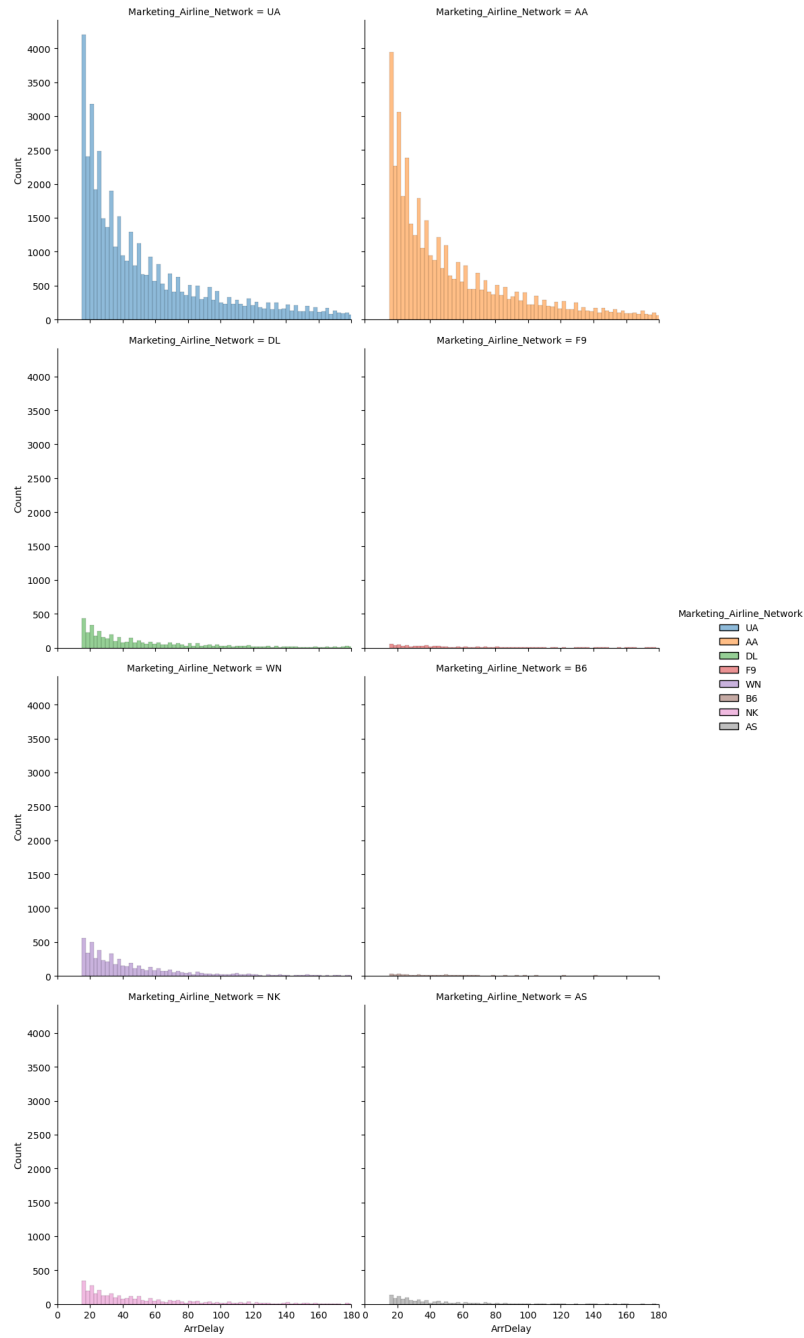 Marketing_Airline_Network = UA
Marketing_Airline_Network = AA
4000
3500
3000
2500
2000
1500
1000
500
0
Count
Marketing_Airline_Network = DL
Marketing_Airline_Network = F9
4000
3500
3000
2500
2000
1500
1000
500
0
Count
Marketing_Airline_Network = WN
Marketing_Airline_Network = B6
4000
3500
3000
2500
2000
1500
1000
500
0
Count
Marketing_Airline_Network = NK
Marketing_Airline_Network = AS
4000
3500
3000
2500
2000
1500
1000
500
0
Count
0 20 40 60 80 100 120 140 160 180
ArrDelay
0 20 40 60 80 100 120 140 160 180
ArrDelay
Marketing_Airline_Network
UA
AA
DL
F9
WN
B6
NK
AS